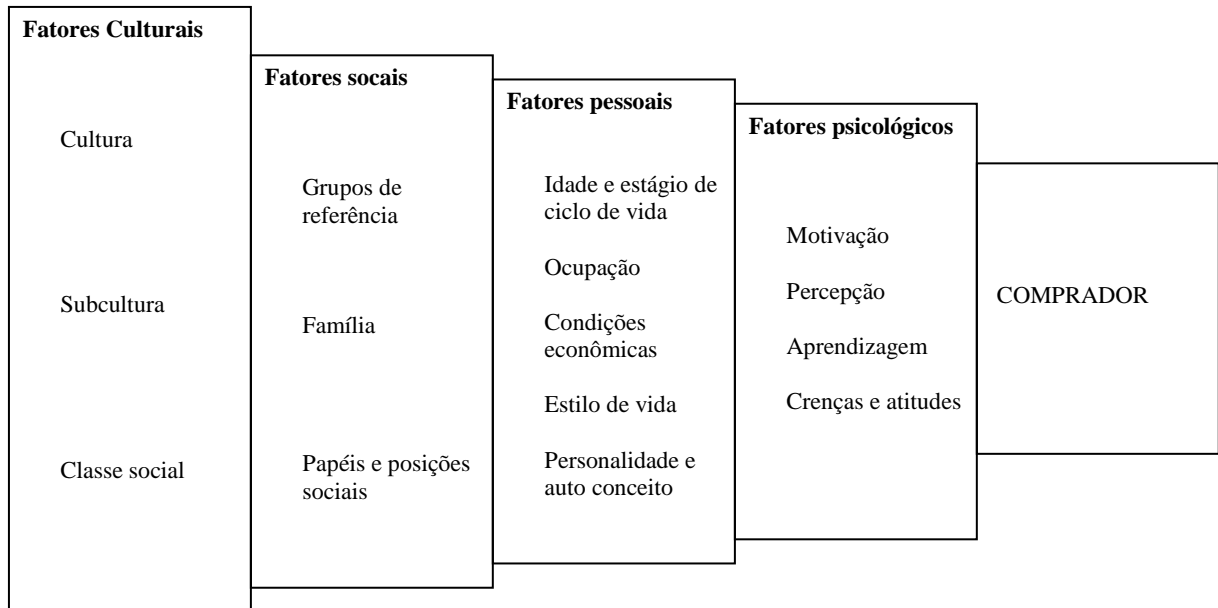 Fatores Culturais
Cultura
Subcultura
Classe social
Fatores socais
Grupos de
referência
Família
Papéis e posições
sociais
Fatores pessoais
Idade e estágio de
ciclo de vida
Ocupação
Condições
econômicas
Estilo de vida
Personalidade e
auto conceito
Fatores psicológicos
Motivação
Percepção
Aprendizagem
Crenças e atitudes
COMPRADOR